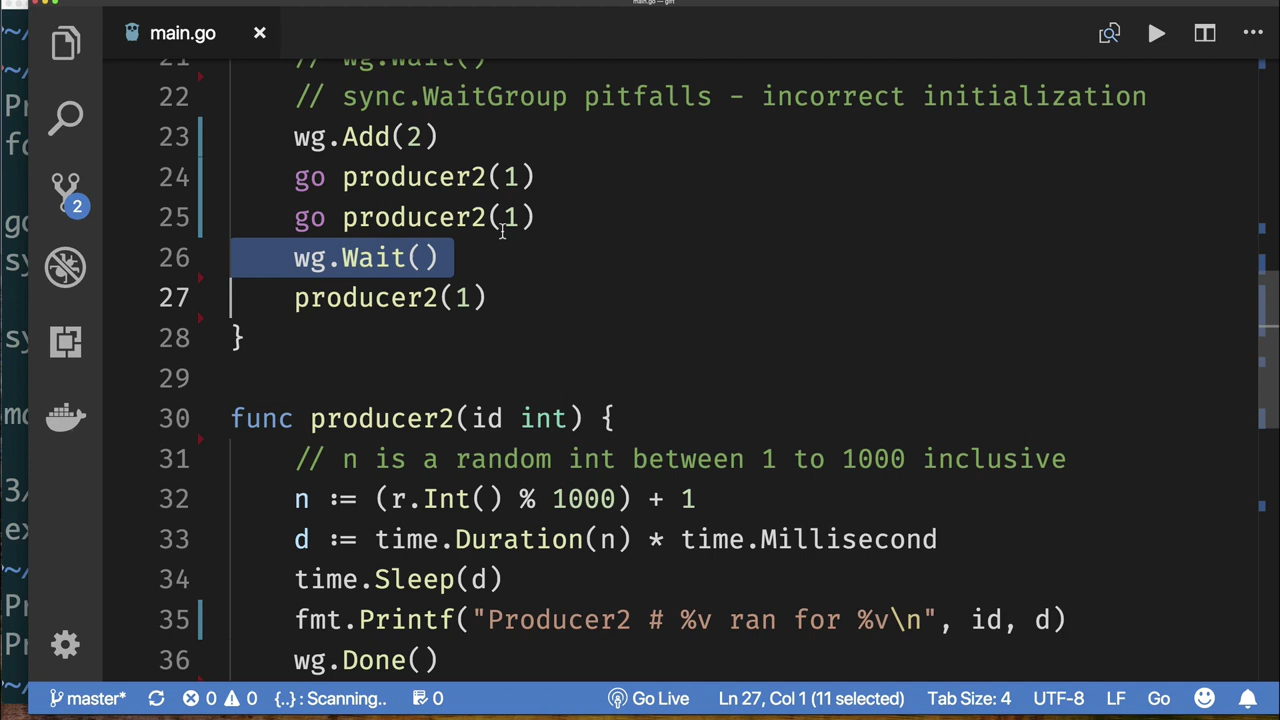 main.go — gift
main.go
21 // wg.Wait()
22 // sync.WaitGroup pitfalls - incorrect initialization
23 wg.Add(2)
24 go producer2(1)
25 go producer2(1)
26 wg.Wait()
27 producer2(1)
28 }
29
30 func producer2(id int) {
31 // n is a random int between 1 to 1000 inclusive
32 n := (r.Int() % 1000) + 1
33 d := time.Duration(n) * time.Millisecond
34 time.Sleep(d)
35 fmt.Printf("Producer2 # %v ran for %v\n", id, d)
36 wg.Done()
2
master* 0 0 {..}: Scanning.. 0 Go Live Ln 27, Col 1 (11 selected) Tab Size: 4 UTF-8 LF Go